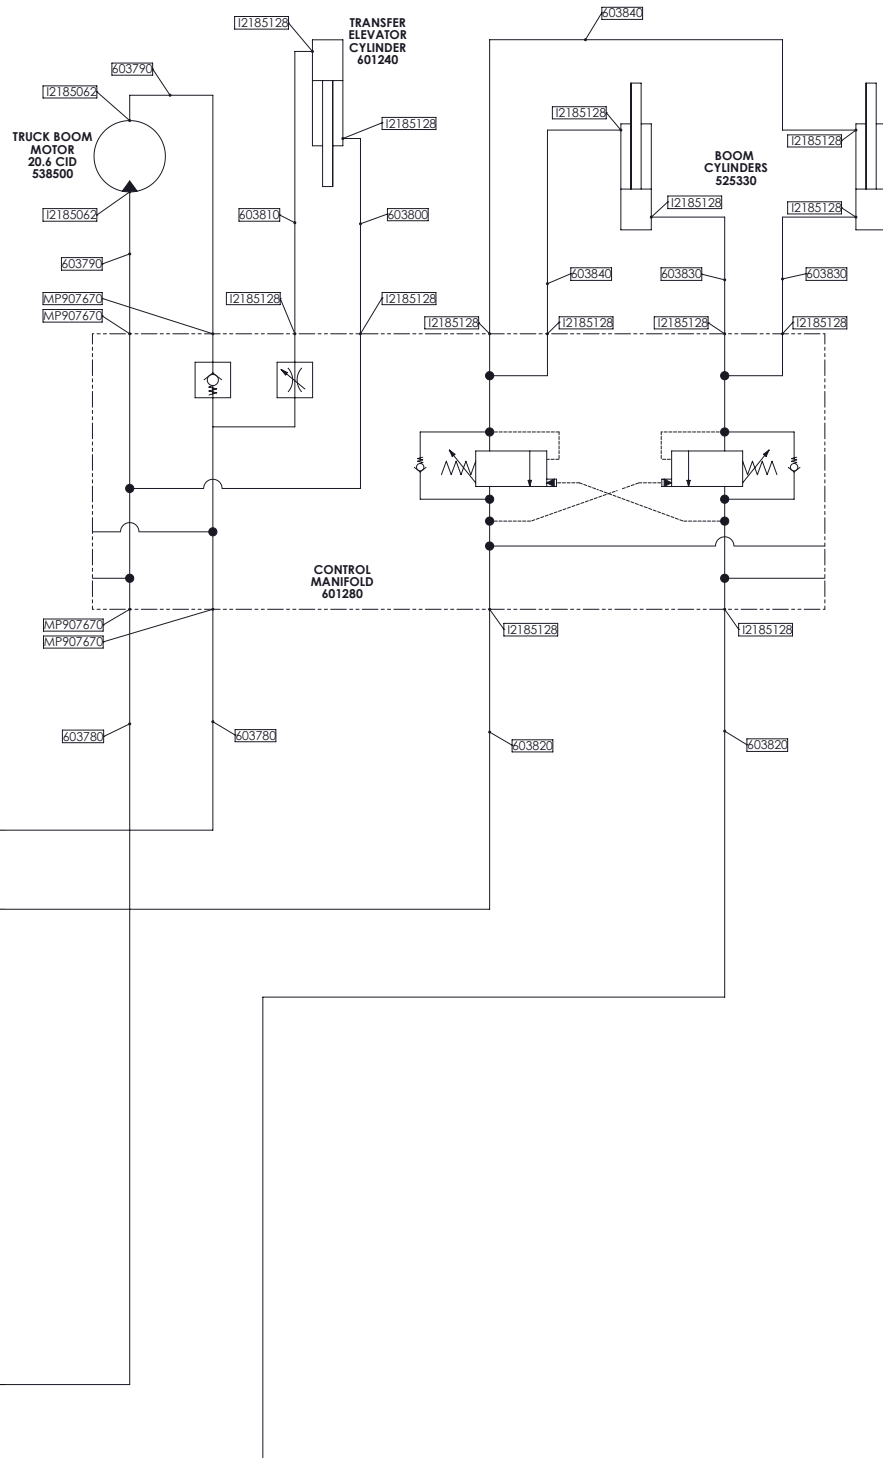 603840
I2185128
TRANSFER
ELEVATOR
CYLINDER
601240
603790
I2185062
I2185128
I2185128
I2185128
TRUCK BOOM
MOTOR
20.6 CID
538500
BOOM
CYLINDERS
525330
I2185062
603810
603800
I2185128
I2185128
603790
603840
603830
603830
MP907670
I2185128
I2185128
MP907670
I2185128
I2185128
I2185128
I2185128
CONTROL
MANIFOLD
601280
MP907670
I2185128
I2185128
MP907670
603780
603780
603820
603820